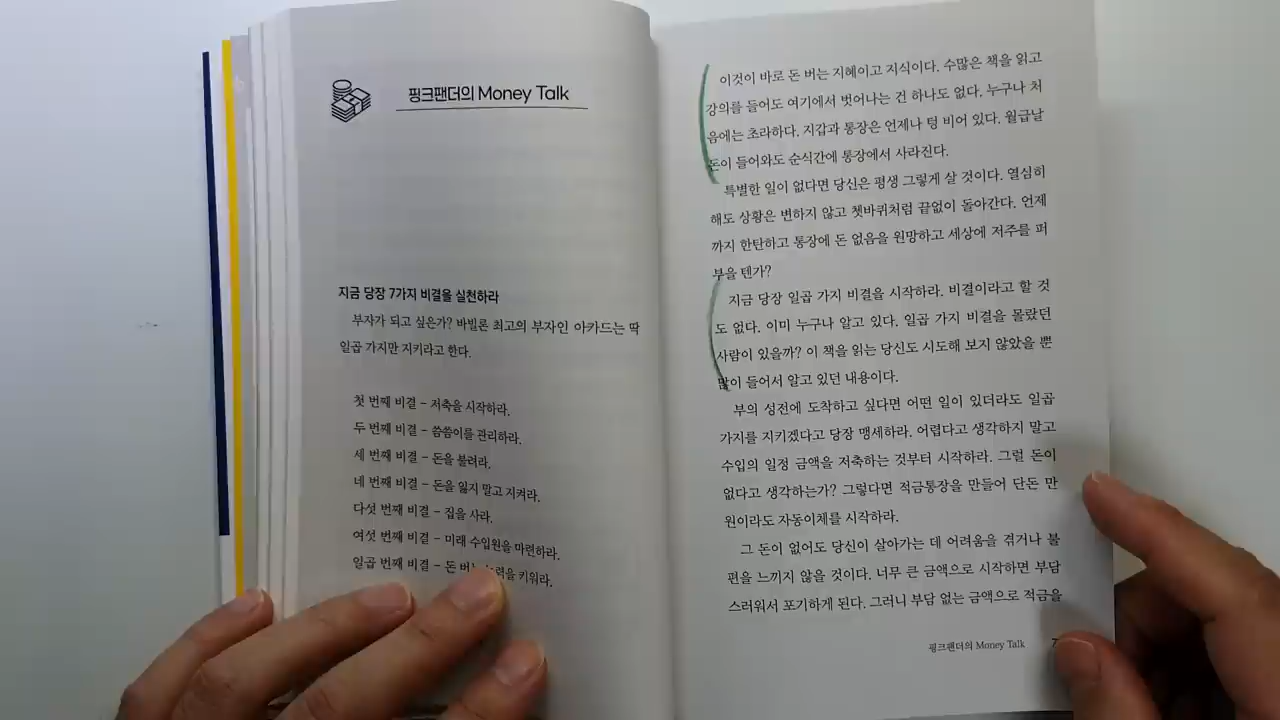 핑크팬더의 Money Talk
지금 당장 7가지 비결을 실천하라
부자가 되고 싶은가? 바빌론 최고의 부자인 아카드는 딱
일곱 가지만 지키라고 한다.
첫 번째 비결 – 저축을 시작하라.
두 번째 비결 – 씀씀이를 관리하라.
세 번째 비결 – 돈을 불려라.
네 번째 비결 – 돈을 잃지 말고 지켜라.
다섯 번째 비결 – 집을 사라.
여섯 번째 비결 – 미래 수입원을 마련하라.
일곱 번째 비결 – 돈 키워라.
이것이 바로 돈 버는 지혜이고 지식이다. 수많은 책을 읽고
강의를 들어도 여기에서 벗어나는 건 하나도 없다. 누구나 처
음에는 초라하다. 지갑과 통장은 언제나 텅 비어 있다. 월급날
돈이 들어와도 순식간에 통장에서 사라진다.
특별한 일이 없다면 당신은 평생 그렇게 살 것이다. 열심히
해도 상황은 변하지 않고 쳇바퀴처럼 끝없이 돌아간다. 언제
까지 한탄하고 통장에 돈 없음을 원망하고 세상에 저주를 퍼
부을 텐가?
지금 당장 일곱 가지 비결을 시작하라. 비결이라고 할 것
도 없다. 이미 누구나 알고 있다. 일곱 가지 비결을 몰랐던
사람이 있을까? 이 책을 읽는 당신도 시도해 보지 않았을 뿐
많이 들어서 알고 있던 내용이다.
부의 성전에 도착하고 싶다면 어떤 일이 있더라도 일곱
가지를 지키겠다고 당장 맹세하라. 어렵다고 생각하지 말고
수입의 일정 금액을 저축하는 것부터 시작하라. 그럴 돈이
없다고 생각하는가? 그렇다면 적금통장을 만들어 단돈 만
원이라도 자동이체를 시작하라.
그 돈이 없어도 당신이 살아가는 데 어려움을 겪거나 불
편을 느끼지 않을 것이다. 너무 큰 금액으로 시작하면 부담
스러워서 포기하게 된다. 그러니 부담 없는 금액으로 적금을
핑크팬더의 Money Talk